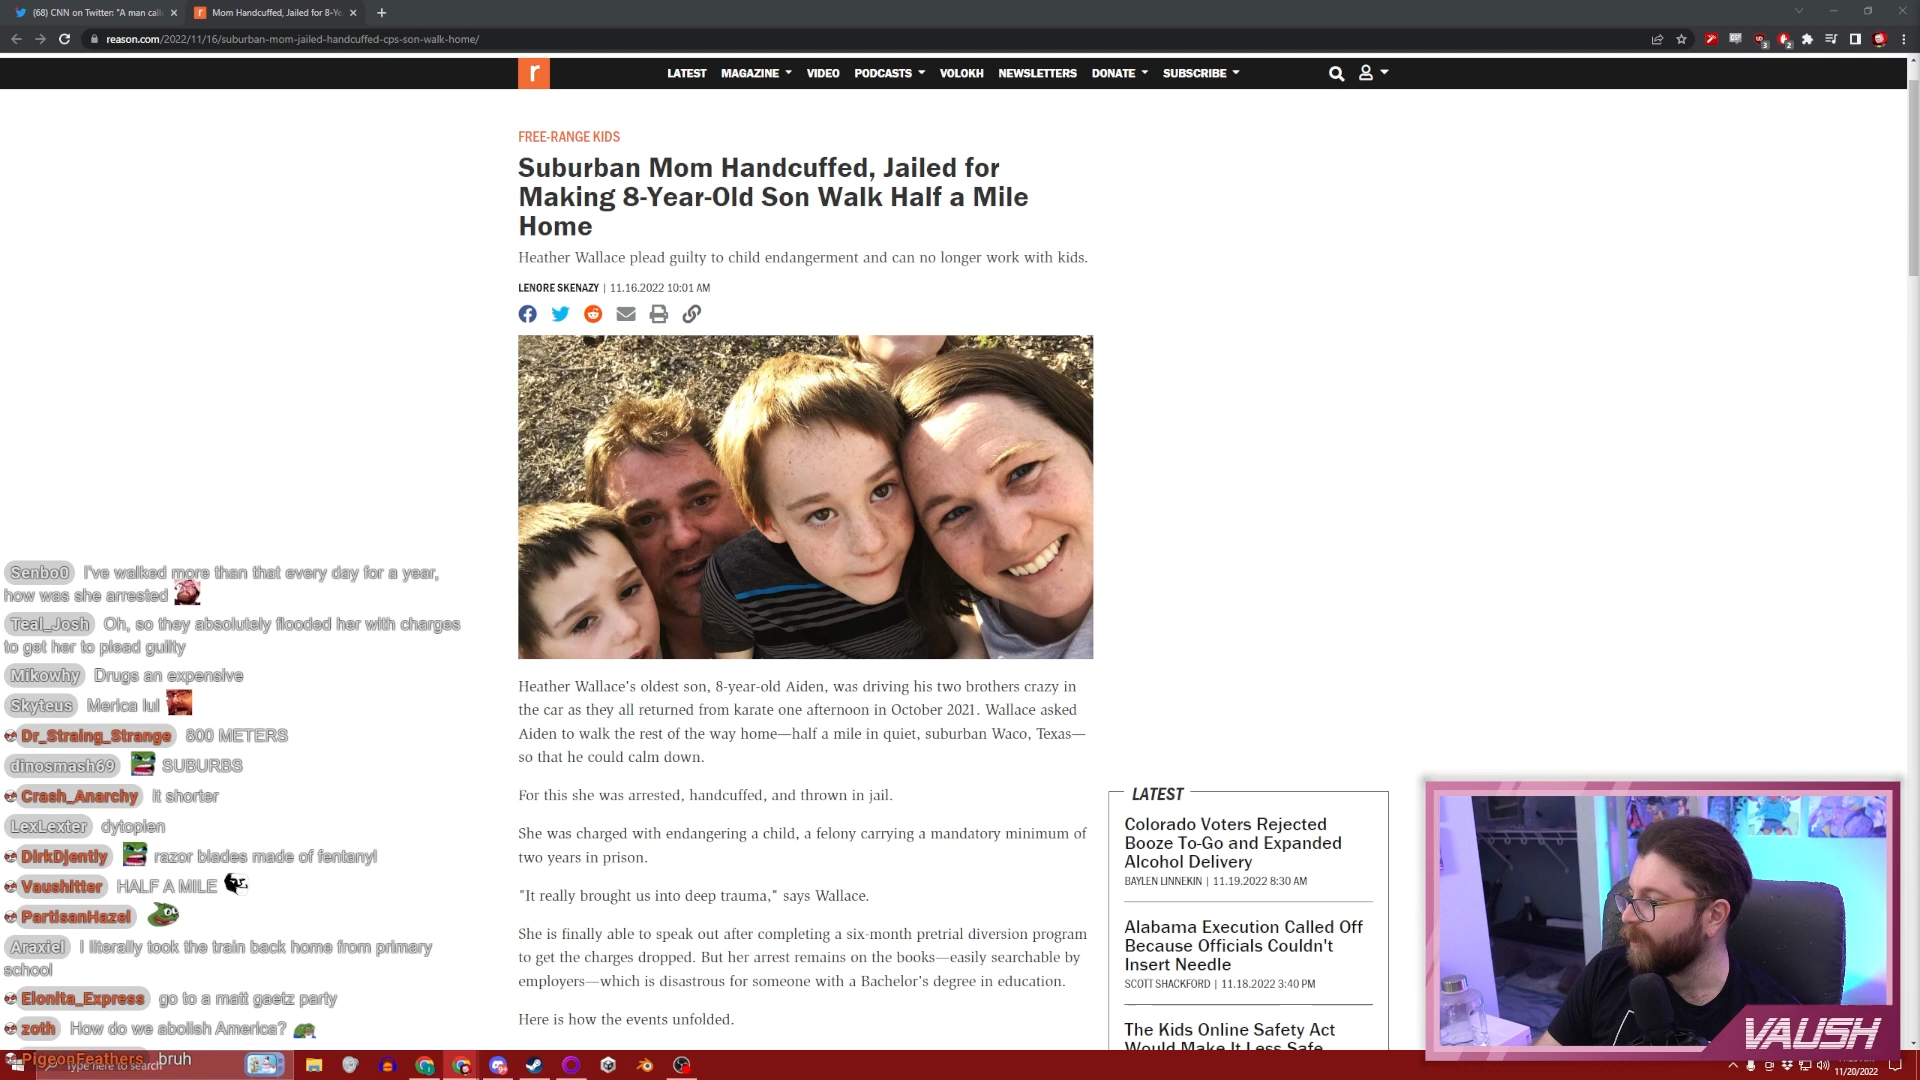 (68) CNN on Twitter: "A man call
Mom Handcuffed, Jailed for 8-Ye
reason.com/2022/11/16/suburban-mom-jailed-handcuffed-cps-son-walk-home/
r
LATEST
MAGAZINE
VIDEO
PODCASTS
VOLOKH
NEWSLETTERS
DONATE
SUBSCRIBE
FREE-RANGE KIDS
Suburban Mom Handcuffed, Jailed for
Making 8-Year-Old Son Walk Half a Mile
Home
Heather Wallace plead guilty to child endangerment and can no longer work with kids.
LENORE SKENAZY | 11.16.2022 10:01 AM
Heather Wallace's oldest son, 8-year-old Aiden, was driving his two brothers crazy in
the car as they all returned from karate one afternoon in October 2021. Wallace asked
Aiden to walk the rest of the way home—half a mile in quiet, suburban Waco, Texas—
so that he could calm down.
For this she was arrested, handcuffed, and thrown in jail.
She was charged with endangering a child, a felony carrying a mandatory minimum of
two years in prison.
"It really brought us into deep trauma," says Wallace.
She is finally able to speak out after completing a six-month pretrial diversion program
to get the charges dropped. But her arrest remains on the books—easily searchable by
employers—which is disastrous for someone with a Bachelor's degree in education.
Here is how the events unfolded.
LATEST
Colorado Voters Rejected
Booze To-Go and Expanded
Alcohol Delivery
BAYLEN LINNEKIN | 11.19.2022 8:30 AM
Alabama Execution Called Off
Because Officials Couldn't
Insert Needle
SCOTT SHACKFORD | 11.18.2022 3:40 PM
The Kids Online Safety Act
Would Make It Less Safe
Senbo0 I've walked more than that every day for a year,
how was she arrested
Teal_Josh Oh, so they absolutely flooded her with charges
to get her to plead guilty
Mikowhy Drugs an expensive
Skyteus Merica lul
Dr_Straing_Strange 800 METERS
dinosmash69 SUBURBS
Crash_Anarchy It shorter
LexLexter dytopien
DirkDjently razor blades made of fentanyl
Vaushitter HALF A MILE
PartisanHazel
Araxiel I literally took the train back home from primary
school
Elonita_Express go to a matt gaetz party
zoth How do we abolish America?
PigeonFeathers bruh
Type here to search
VAUSH
11/20/2022